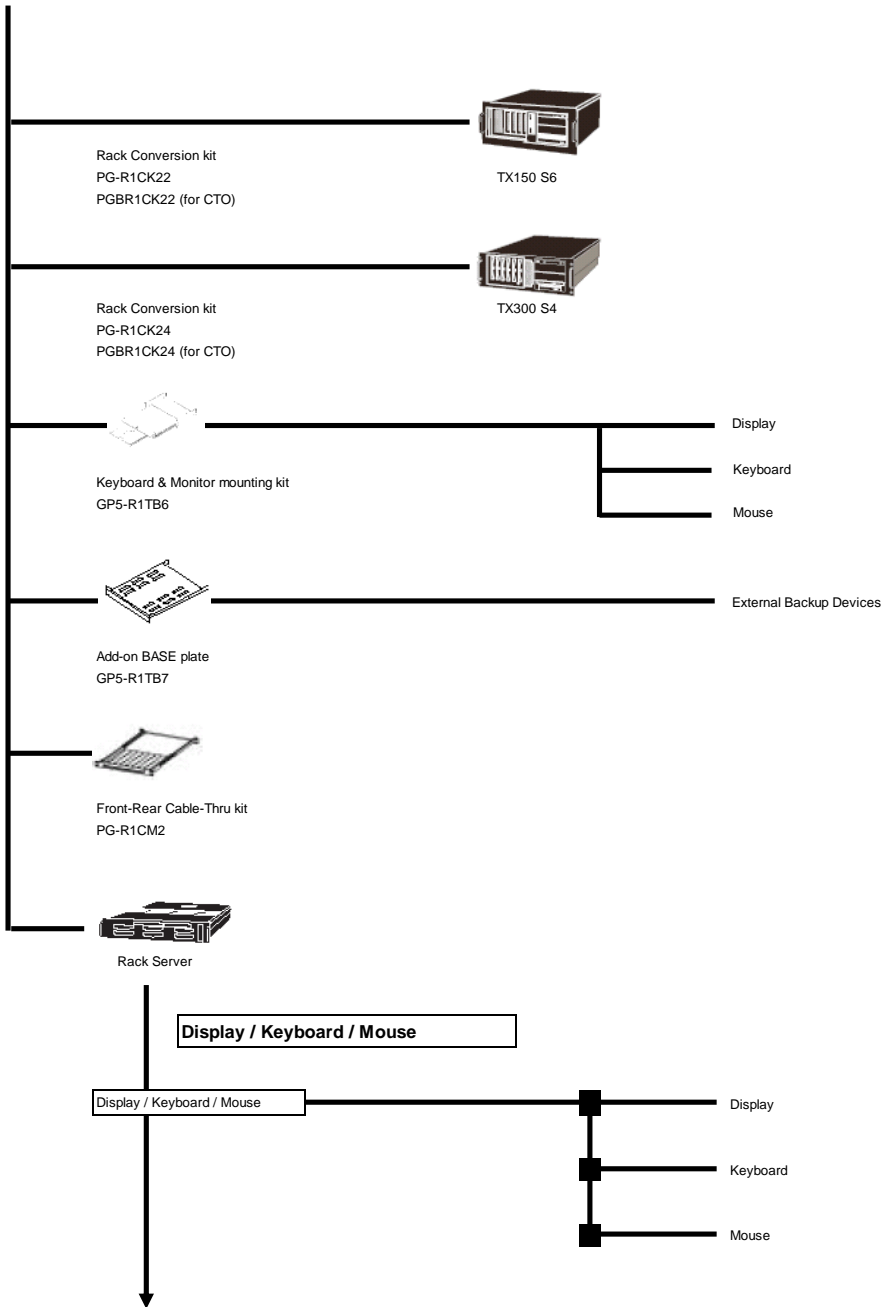 Rack Conversion kit
PG-R1CK22
PGBR1CK22 (for CTO)
TX150 S6
Rack Conversion kit
PG-R1CK24
PGBR1CK24 (for CTO)
TX300 S4
Display
Keyboard
Mouse
Keyboard & Monitor mounting kit
GP5-R1TB6
External Backup Devices
Add-on BASE plate
GP5-R1TB7
Front-Rear Cable-Thru kit
PG-R1CM2
Rack Server
Display / Keyboard / Mouse
Display / Keyboard / Mouse
Display
Keyboard
Mouse